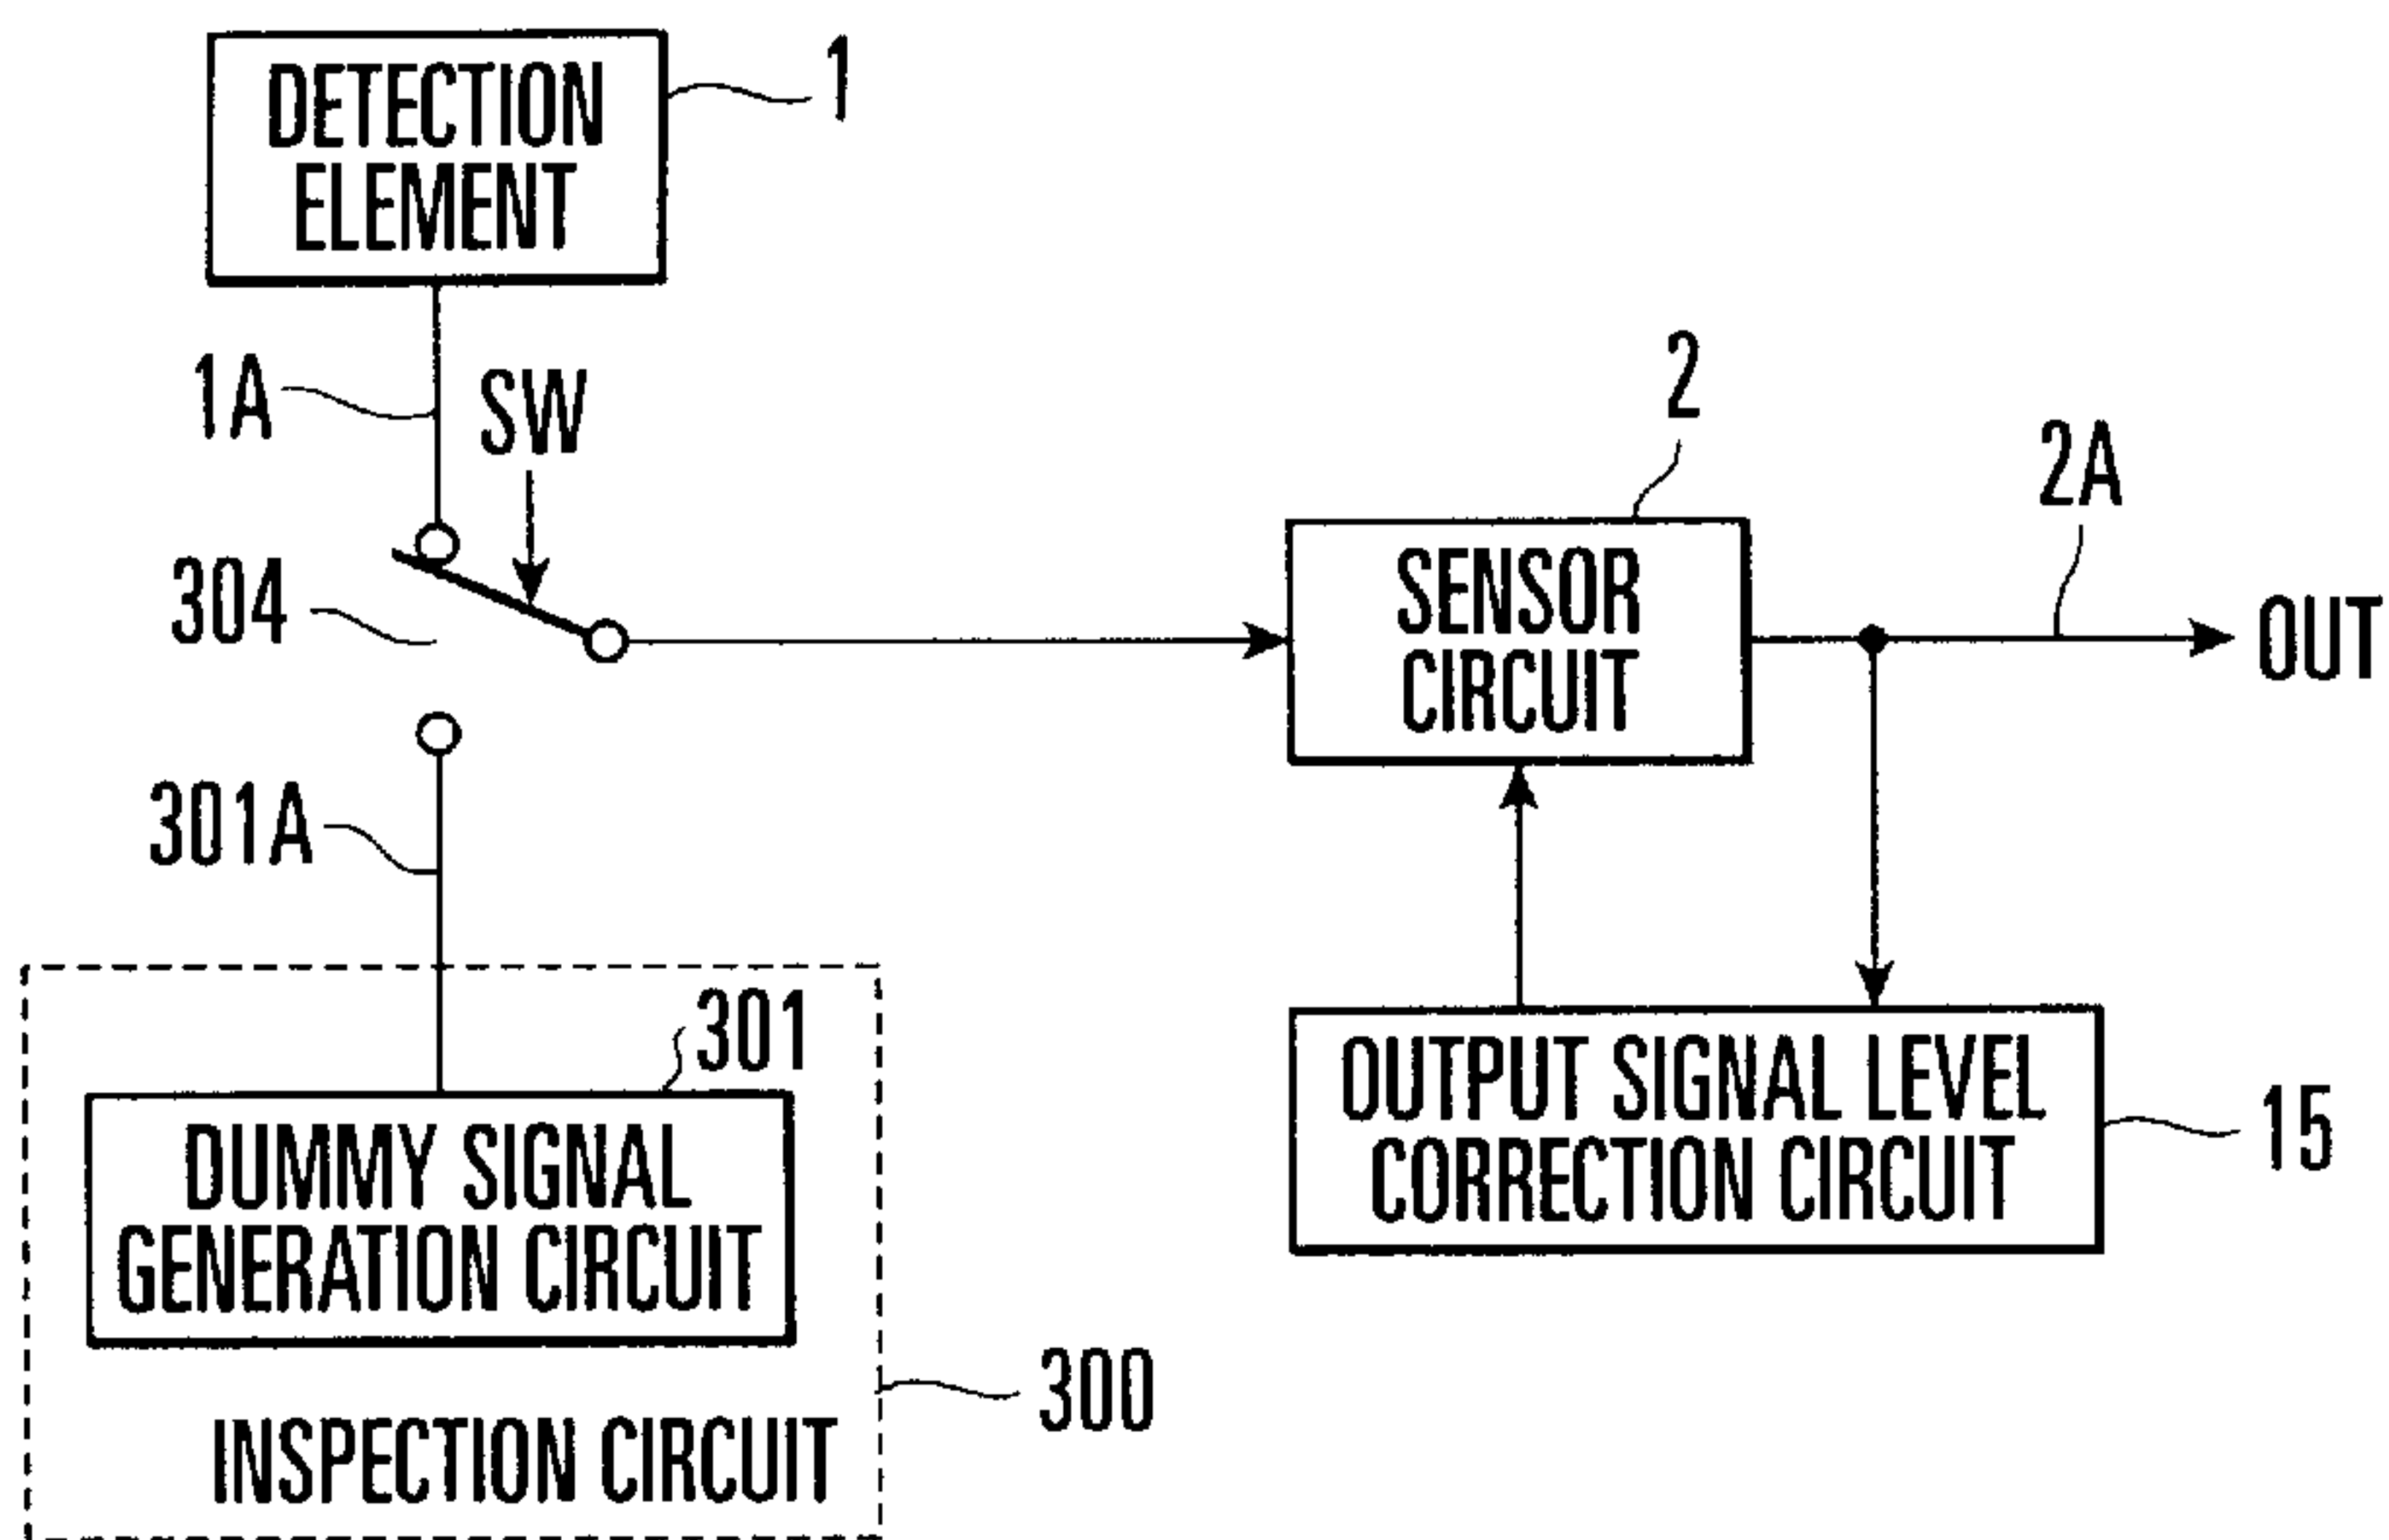 DETECTION
ELEMENT
1
1A
SW
2
2A
304
SENSOR
CIRCUIT
OUT
301A
301
DUMMY SIGNAL
GENERATION CIRCUIT
OUTPUT SIGNAL LEVEL
CORRECTION CIRCUIT
15
300
INSPECTION CIRCUIT